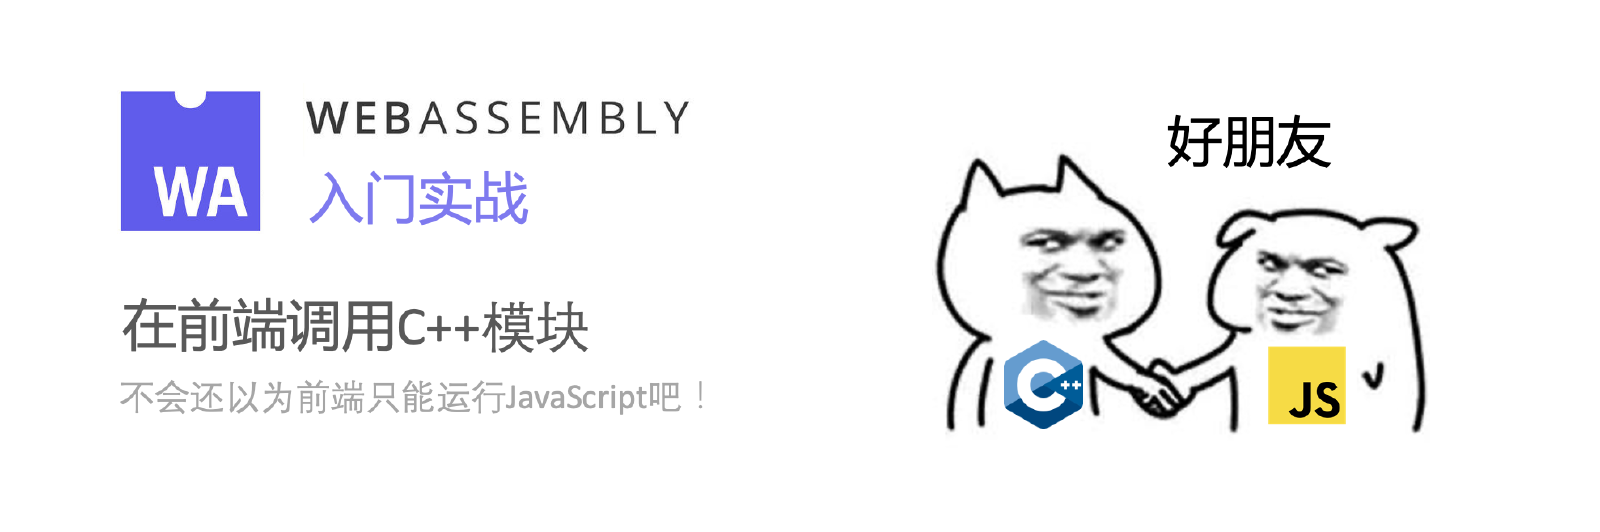 WA
WEBASSEMBLY
入门实战
在前端调用C++模块
不会还以为前端只能运行JavaScript吧！
好朋友
C++
JS